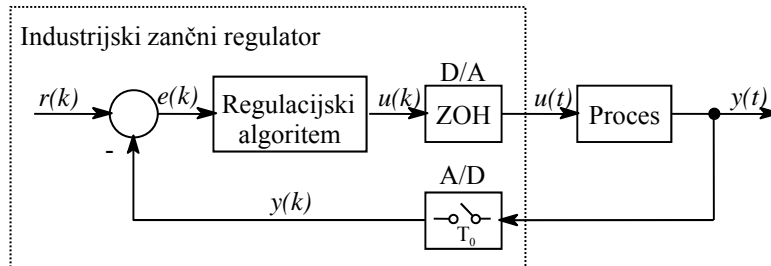 Industrijski zančni regulator
D/A
r(k)
e(k)
Regulacijski
algoritem
u(k)
ZOH
u(t)
Proces
y(t)
-
A/D
y(k)
T0